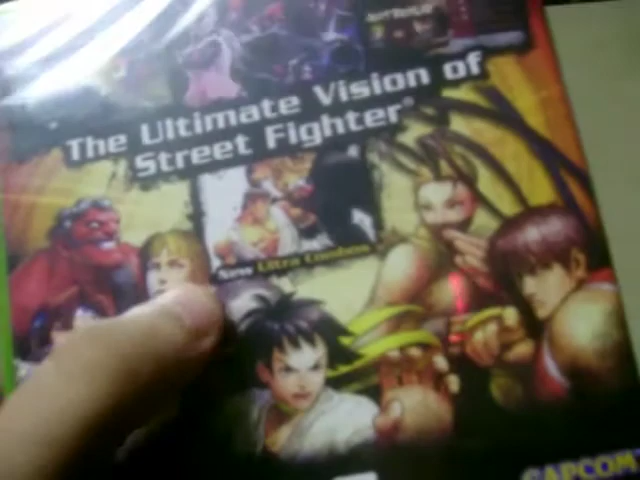 The Ultimate Vision of
Street Fighter®
New Ultra Combos
CAPCOM